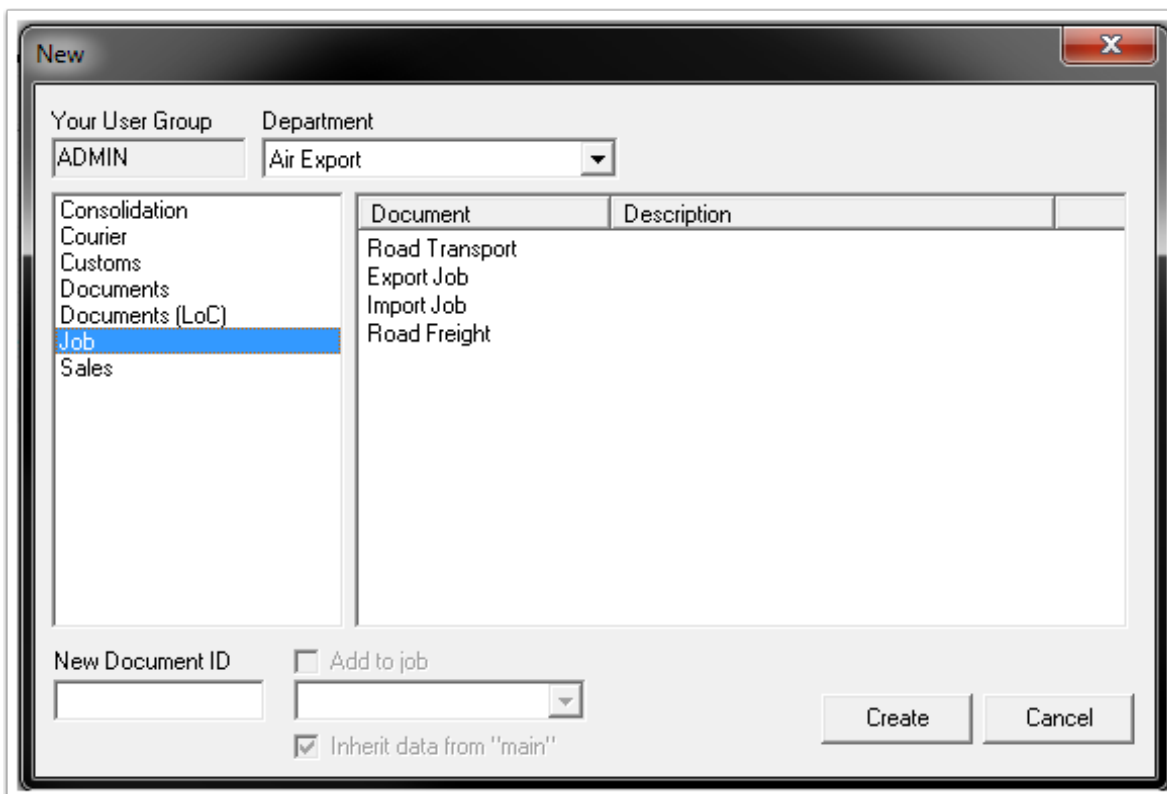 New
Your User Group Department
ADMIN Air Export
Consolidation
Courier
Customs
Documents
Documents (LoC)
Job
Sales
Document Description
Road Transport
Export Job
Import Job
Road Freight
New Document ID Add to job
Inherit data from "main"
Create Cancel